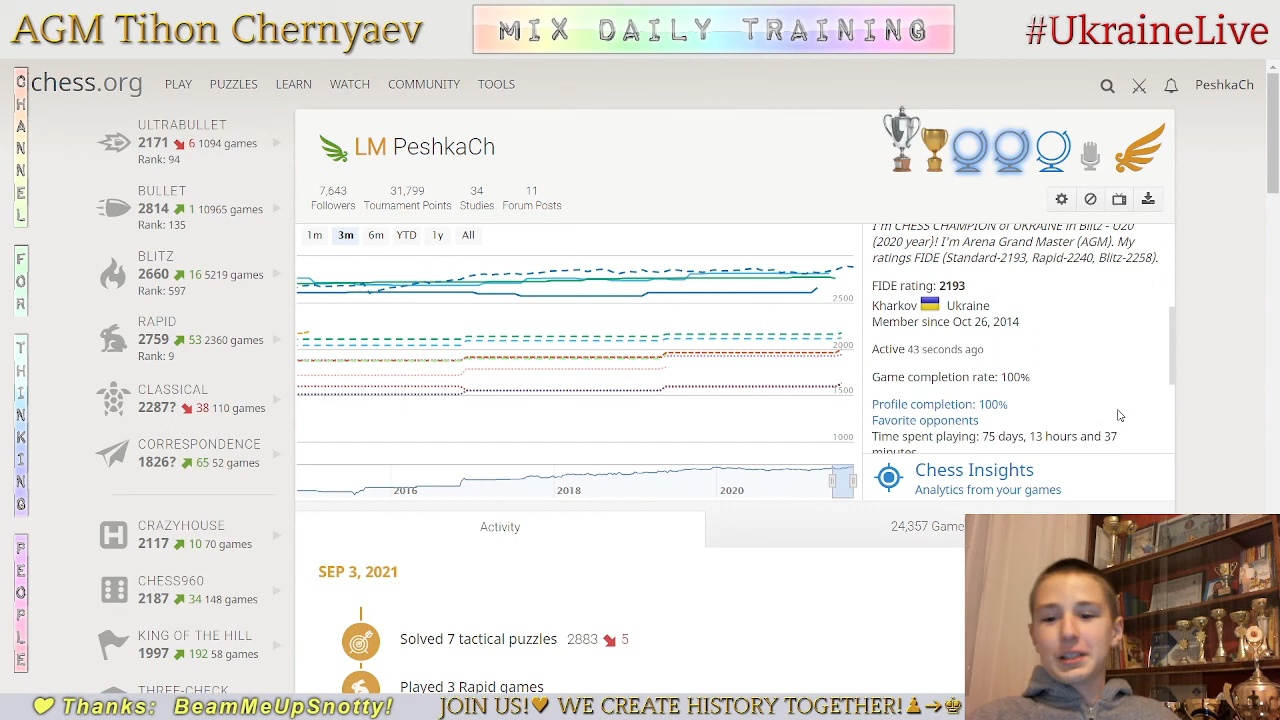 AGM Tihon Chernyaev
MIX DAILY TRAINING
#UkraineLive
CHANEL
FOR
THINKING
PEOPLE
chess.org
PLAY PUZZLES LEARN WATCH COMMUNITY TOOLS
PeshkaCh
ULTRABULLET
2171 6 1094 games
Rank: 94
BULLET
2814 1 10965 games
Rank: 135
BLITZ
2660 16 5219 games
Rank: 597
RAPID
2759 53 2360 games
Rank: 9
CLASSICAL
2287? 38 110 games
CORRESPONDENCE
1826? 65 52 games
CRAZYHOUSE
2117 10 70 games
CHESS960
2187 34 148 games
KING OF THE HILL
1997 192 58 games
THREE-CHECK
LM PeshkaCh
7,643 31,799 34 11
Followers Tournament Points Studies Forum Posts
1m 3m 6m YTD 1y All
2500
2000
1500
1000
2016 2018 2020
I'm CHESS CHAMPION of UKRAINE in Blitz - U20
(2020 year)! I'm Arena Grand Master (AGM). My
ratings FIDE (Standard-2193, Rapid-2240, Blitz-2258).
FIDE rating: 2193
Kharkov Ukraine
Member since Oct 26, 2014
Active 43 seconds ago
Game completion rate: 100%
Profile completion: 100%
Favorite opponents
Time spent playing: 75 days, 13 hours and 37
minutes
Chess Insights
Analytics from your games
Activity
24,357 Game
SEP 3, 2021
Solved 7 tactical puzzles 2883 5
Played 3 Rapid games
Thanks: BeamMeUpSnotty!
JOIN US! WE CREATE HISTORY TOGETHER!